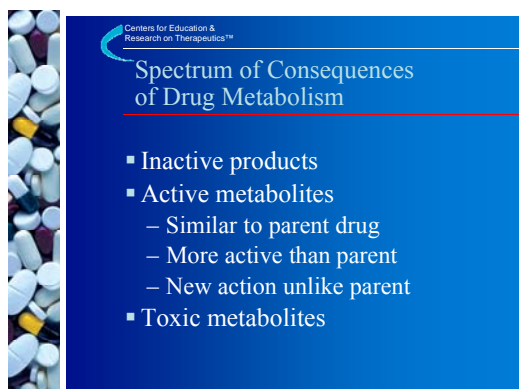 Centers for Education &
Research on Therapeutics™
Spectrum of Consequences
of Drug Metabolism
▪ Inactive products
▪ Active metabolites
– Similar to parent drug
– More active than parent
– New action unlike parent
▪ Toxic metabolites